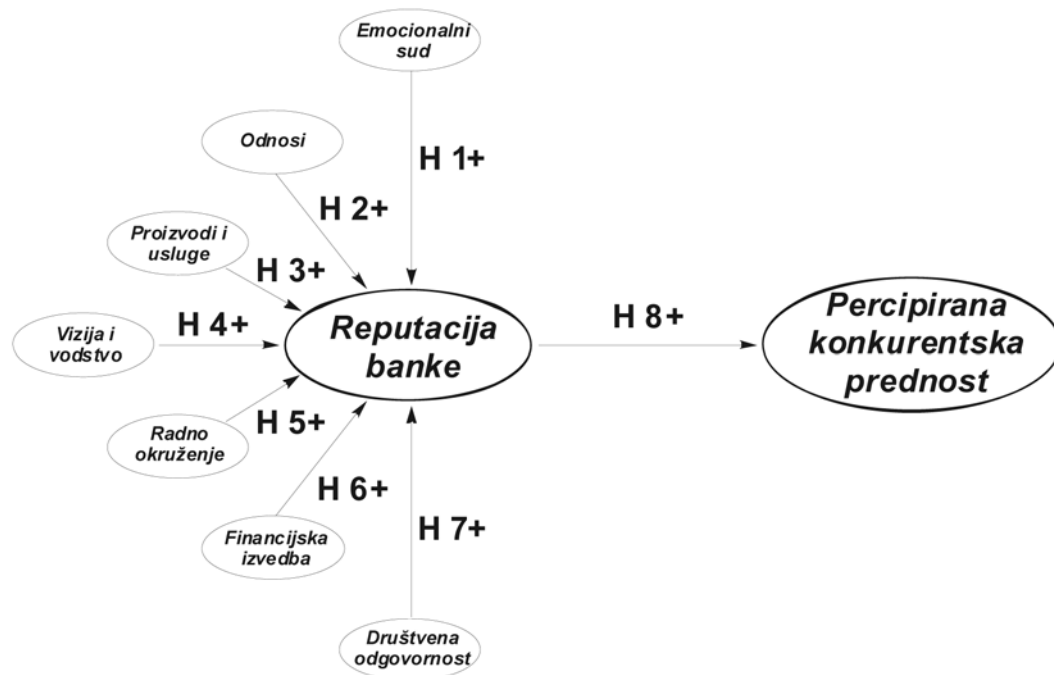 Emocionalni
sud
H 1+
Odnosi
H 2+
Proizvodi i
usluge
H 3+
Vizija i
vodstvo
H 4+
Reputacija
banke
H 8+
Percipirana
konkurentska
prednost
Radno
okruženje
H 5+
Financijska
izvedba
H 6+
H 7+
Društvena
odgovornost